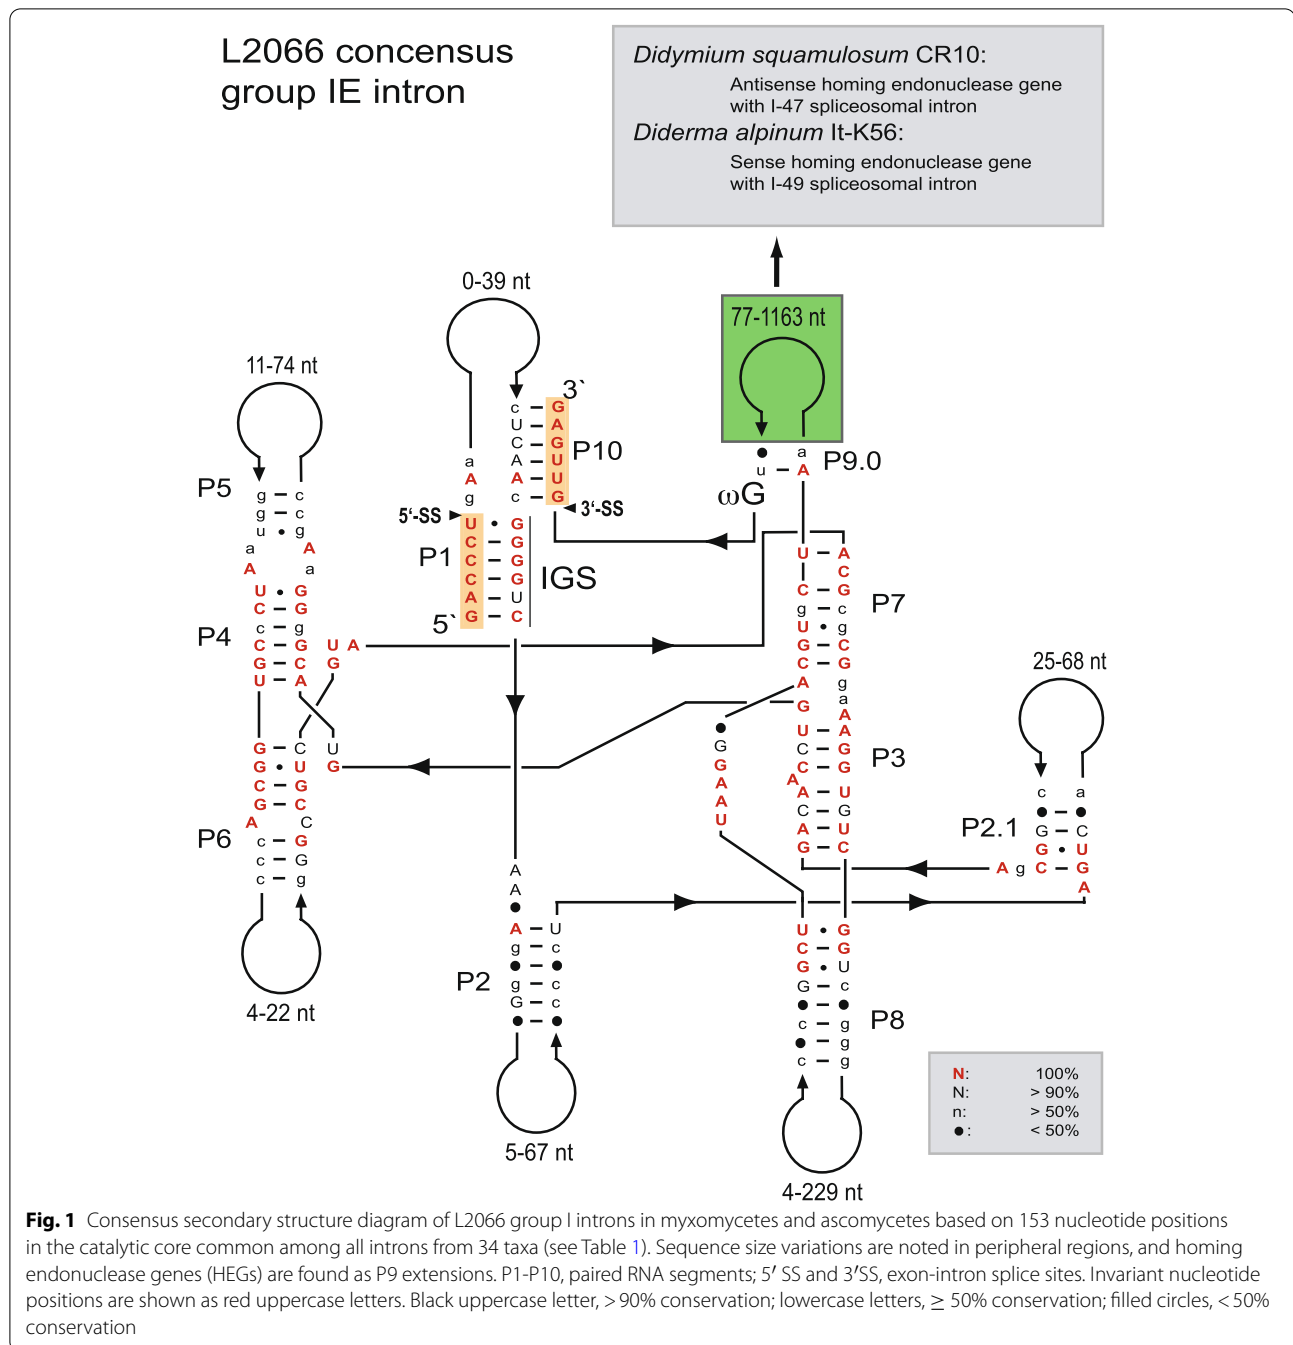 L2066 concensus
group IE intron
Didymium squamulosum CR10:
Antisense homing endonuclease gene
with I-47 spliceosomal intron
Diderma alpinum It-K56:
Sense homing endonuclease gene
with I-49 spliceosomal intron
0-39 nt
77-1163 nt
11-74 nt
3`
c G
U A
C G
P10
A U
A U
c G
a
A
g
5‘-SS
3‘-SS
U • G
C G
C G
C G
A U
G C
P1
IGS
5`
•
u
a
A
P9.0
ωG
P5
g c
g c
u • g
a A
A a
U • G
C G
c g
C G
G C
U A
P4
U A
G
G C
G • U
C G
G C
A C
c G
c G
c g
U
G
P6
4-22 nt
U A
C
C G
g c
U • g
G C
C G
A g
G a
A
P7
U A
C G
C G
A
A U
C G
A U
G C
P3
•
G
G
A
A
U
25-68 nt
c a
• •
G C
G • U
C G
A
A g
P2.1
A
A
•
A U
g c
• •
g c
G c
• •
P2
5-67 nt
U • G
C G
G • U
G c
• •
c g
• g
c g
P8
4-229 nt
N: 100%
N: > 90%
n: > 50%
●: < 50%
Fig. 1 Consensus secondary structure diagram of L2066 group I introns in myxomycetes and ascomycetes based on 153 nucleotide positions
in the catalytic core common among all introns from 34 taxa (see Table 1). Sequence size variations are noted in peripheral regions, and homing
endonuclease genes (HEGs) are found as P9 extensions. P1-P10, paired RNA segments; 5′ SS and 3′SS, exon-intron splice sites. Invariant nucleotide
positions are shown as red uppercase letters. Black uppercase letter, > 90% conservation; lowercase letters, ≥ 50% conservation; filled circles, < 50%
conservation